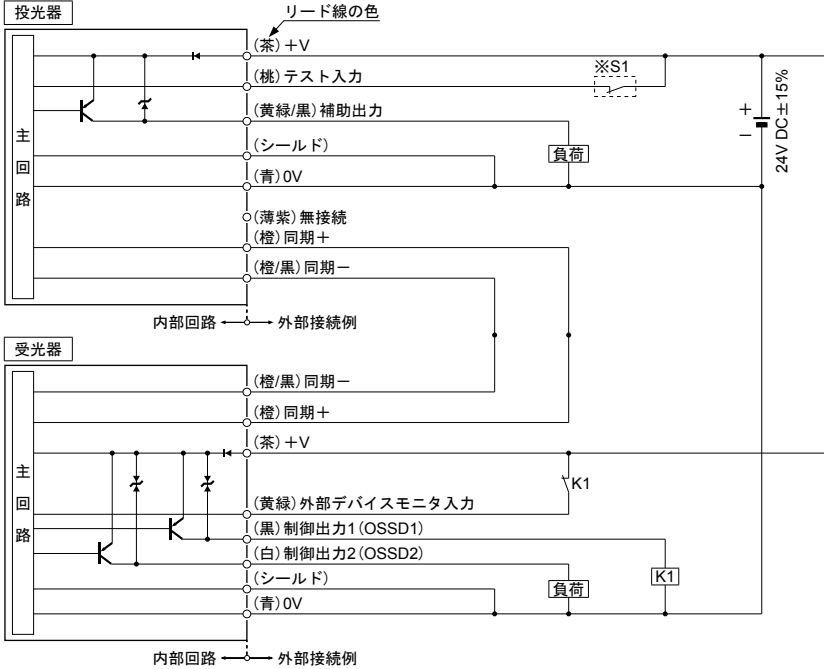 投光器
リード線の色
(茶)+V
(桃)テスト入力
※S1
(黄緑/黒)補助出力
+
−
24V DC±15%
主回路
(シールド)
負荷
(青)0V
(薄紫)無接続
(橙)同期+
(橙/黒)同期−
内部回路
外部接続例
受光器
(橙/黒)同期−
(橙)同期+
(茶)+V
主回路
K1
(黄緑)外部デバイスモニタ入力
(黒)制御出力1(OSSD1)
(白)制御出力2(OSSD2)
(シールド)
負荷
K1
(青)0V
内部回路
外部接続例